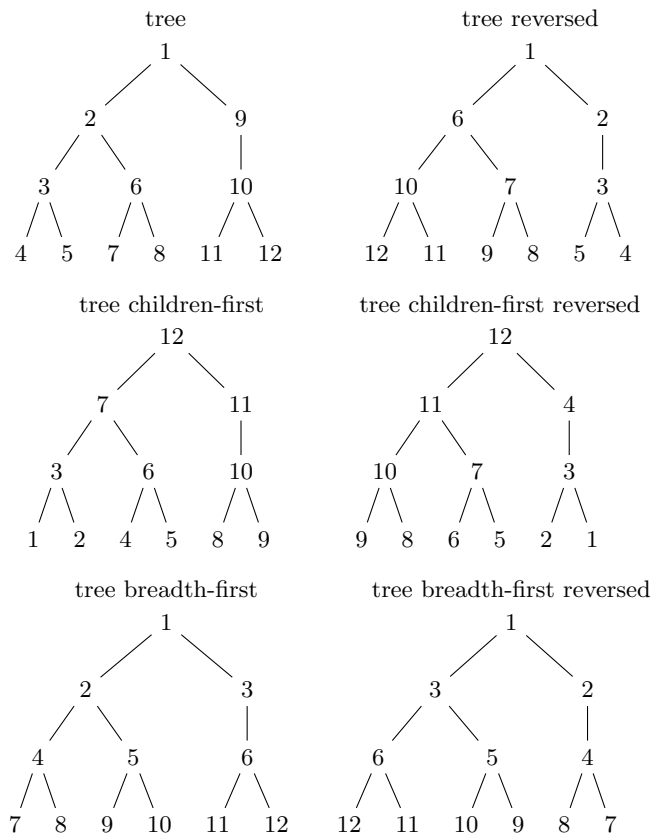 tree
1
2 9
3 6 10
4 5 7 8 11 12
tree reversed
1
6 2
10 7 3
12 11 9 8 5 4
tree children-first
12
7 11
3 6 10
1 2 4 5 8 9
tree children-first reversed
12
11 4
10 7 3
9 8 6 5 2 1
tree breadth-first
1
2 3
4 5 6
7 8 9 10 11 12
tree breadth-first reversed
1
3 2
6 5 4
12 11 10 9 8 7